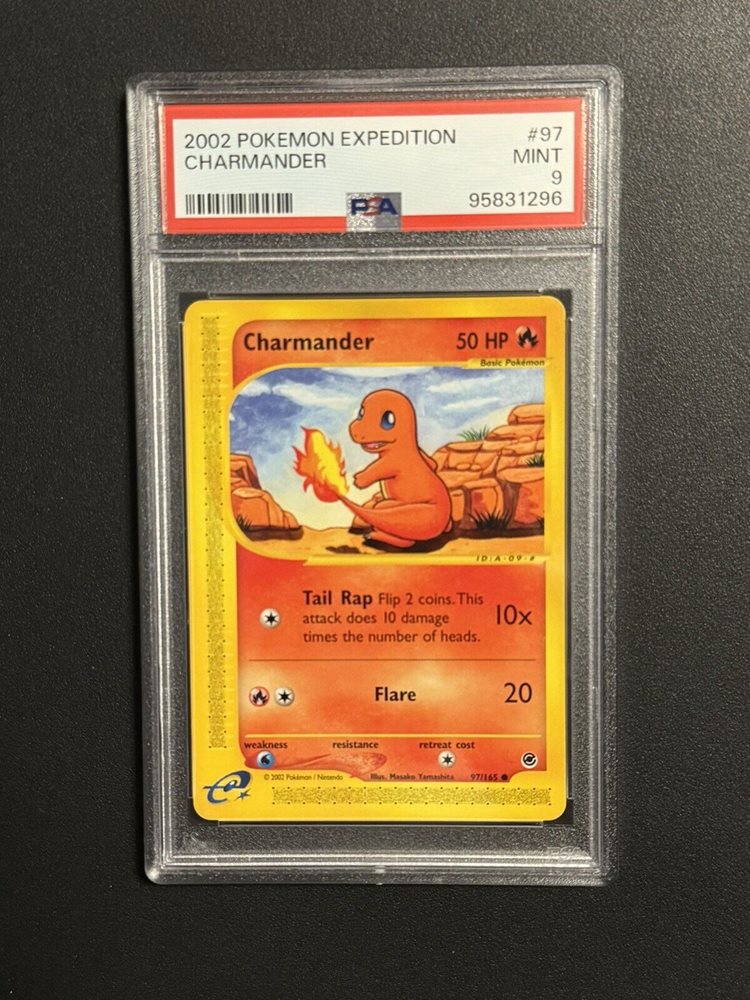 2002 POKEMON EXPEDITION #97
CHARMANDER MINT
9
PSA 95831296
Charmander 50 HP
Basic Pokémon
ID:A-09-#
Tail Rap Flip 2 coins. This
attack does 10 damage 10x
times the number of heads.
Flare 20
weakness resistance retreat cost
© 2002 Pokémon / Nintendo Illus. Masako Yamashita 97/165
e